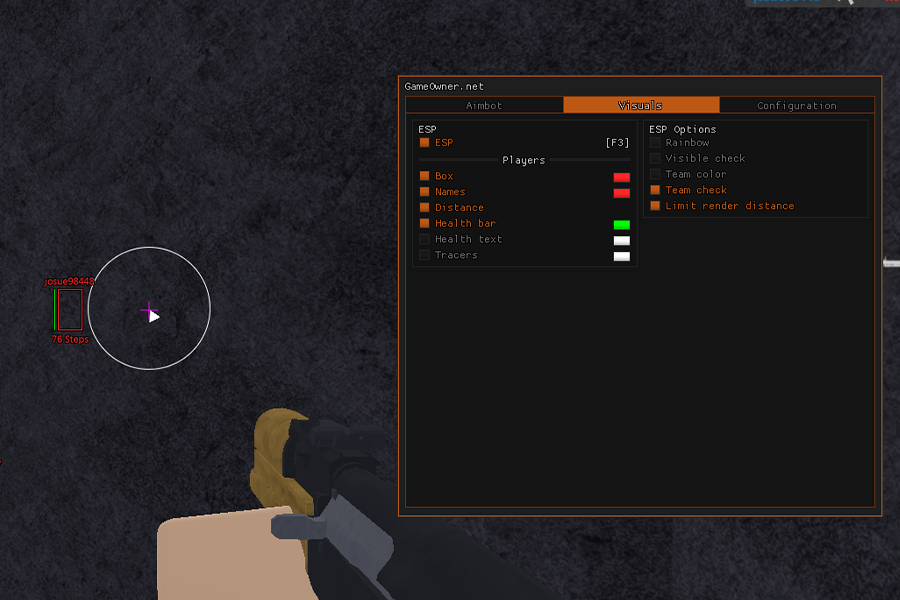 GameOwner.net
Aimbot Visuals Configuration
ESP
ESP [F3]
Players
Box
Names
Distance
Health bar
Health text
Tracers
ESP Options
Rainbow
Visible check
Team color
Team check
Limit render distance
josue98448
76 Steps